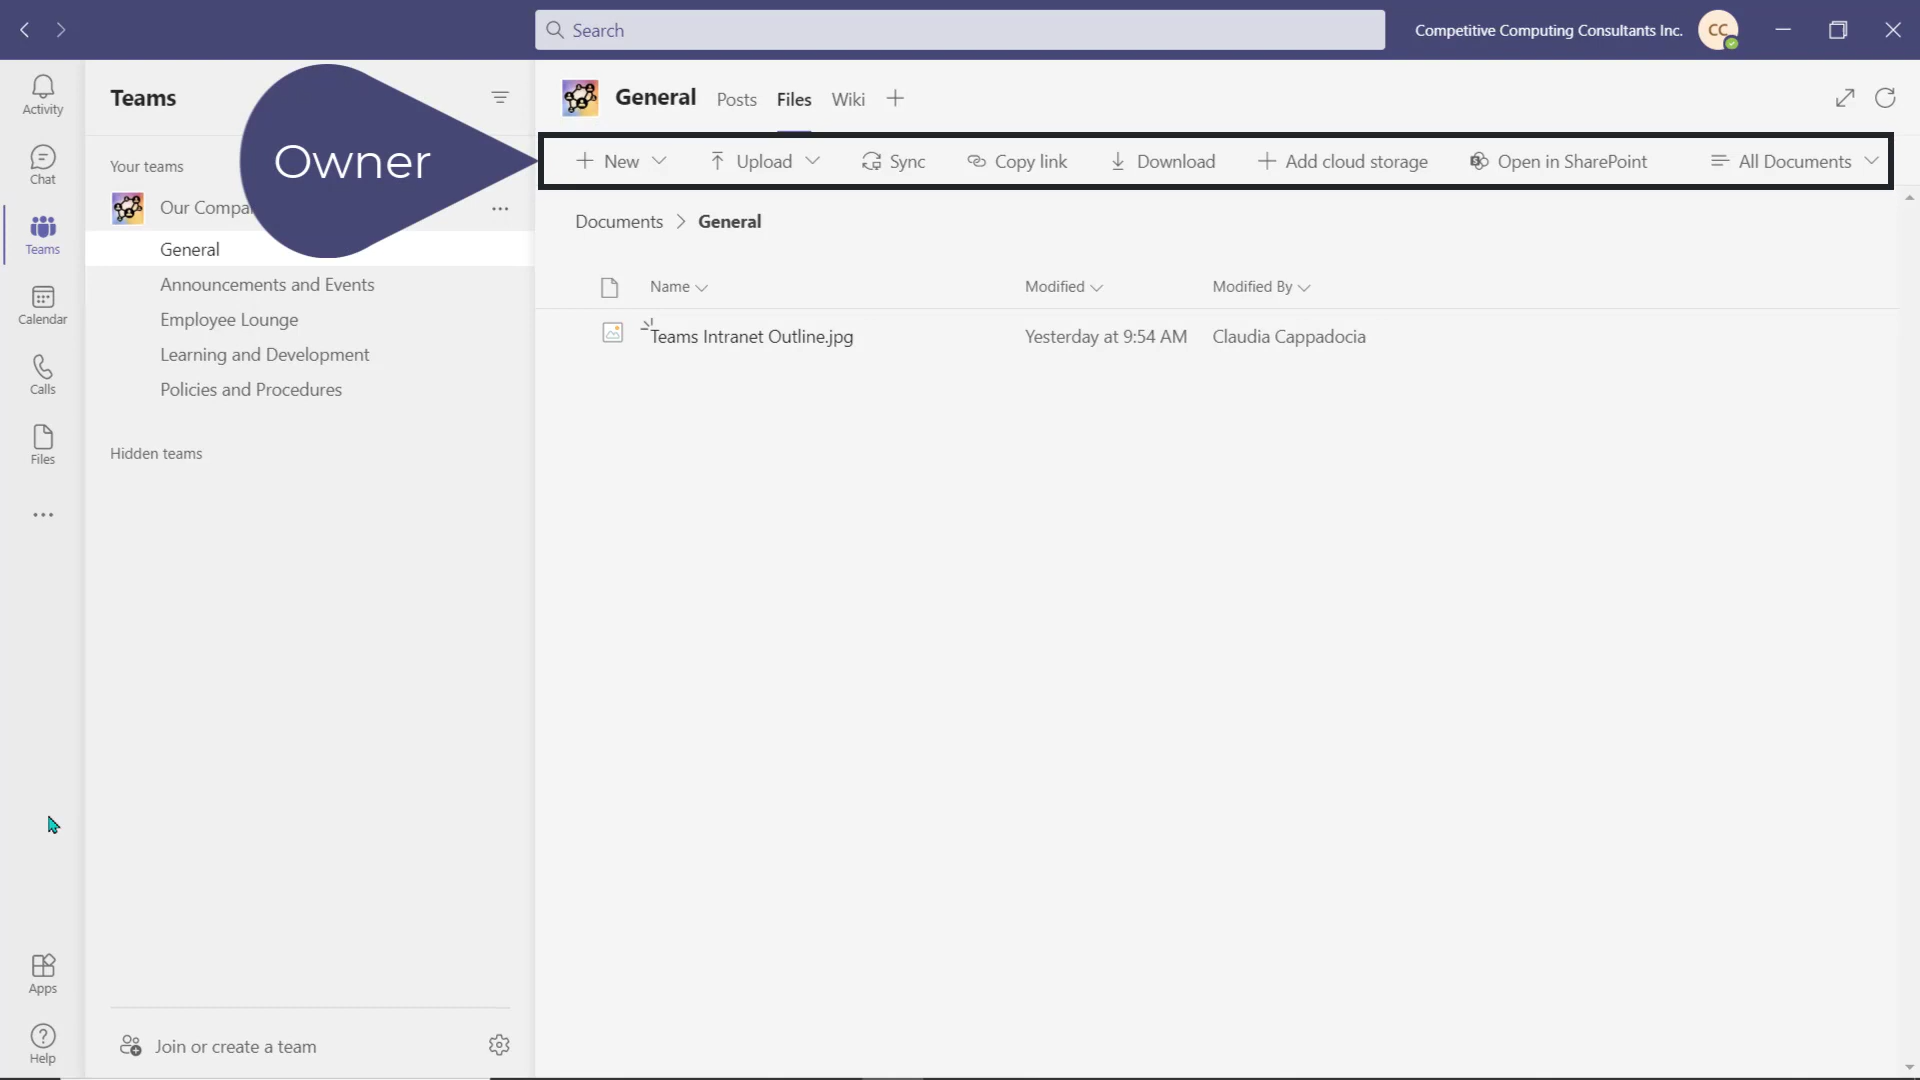 Search
Competitive Computing Consultants Inc.
CC
Activity
Chat
Teams
Calendar
Calls
Files
Apps
Help
Teams
Your teams
Our Compa
General
Announcements and Events
Employee Lounge
Learning and Development
Policies and Procedures
Hidden teams
Join or create a team
Owner
General Posts Files Wiki
New Upload Sync Copy link Download Add cloud storage Open in SharePoint All Documents
Documents > General
Name Modified Modified By
Teams Intranet Outline.jpg Yesterday at 9:54 AM Claudia Cappadocia